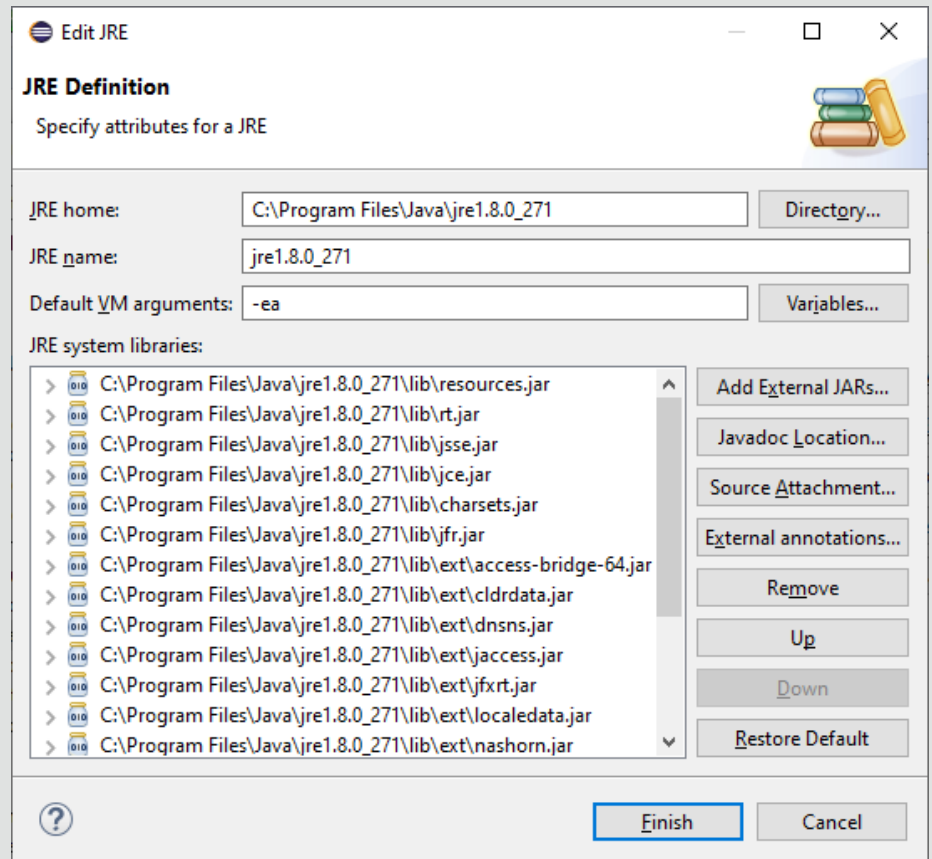 Edit JRE
JRE Definition
Specify attributes for a JRE
JRE home: C:\Program Files\Java\jre1.8.0_271 Directory...
JRE name: jre1.8.0_271
Default VM arguments: -ea Variables...
JRE system libraries:
C:\Program Files\Java\jre1.8.0_271\lib\resources.jar
C:\Program Files\Java\jre1.8.0_271\lib\rt.jar
C:\Program Files\Java\jre1.8.0_271\lib\jsse.jar
C:\Program Files\Java\jre1.8.0_271\lib\jce.jar
C:\Program Files\Java\jre1.8.0_271\lib\charsets.jar
C:\Program Files\Java\jre1.8.0_271\lib\jfr.jar
C:\Program Files\Java\jre1.8.0_271\lib\ext\access-bridge-64.jar
C:\Program Files\Java\jre1.8.0_271\lib\ext\cldrdata.jar
C:\Program Files\Java\jre1.8.0_271\lib\ext\dnsns.jar
C:\Program Files\Java\jre1.8.0_271\lib\ext\jaccess.jar
C:\Program Files\Java\jre1.8.0_271\lib\ext\jfxrt.jar
C:\Program Files\Java\jre1.8.0_271\lib\ext\localedata.jar
C:\Program Files\Java\jre1.8.0_271\lib\ext\nashorn.jar
Add External JARs...
Javadoc Location...
Source Attachment...
External annotations...
Remove
Up
Down
Restore Default
? Finish Cancel